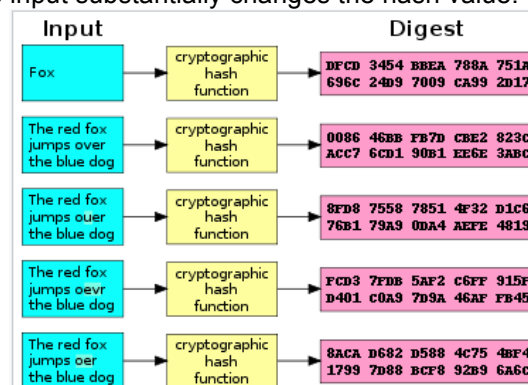 input substantially changes the hash value.
Input Digest
Fox
cryptographic
hash
function
DFCD 3454 BBEA 788A 751A
696C 24D9 7009 CA99 2D17
The red fox
jumps over
the blue dog
cryptographic
hash
function
0086 46BB FB7D CBE2 823C
ACC7 6CD1 90B1 EE6E 3ABC
The red fox
jumps ouer
the blue dog
cryptographic
hash
function
8FD8 7558 7851 4F32 D1C6
76B1 79A9 0DA4 AEFE 4819
The red fox
jumps oevr
the blue dog
cryptographic
hash
function
FCD3 7FDB 5AF2 C6FF 915F
D401 C0A9 7D9A 46AF FB45
The red fox
jumps oer
the blue dog
cryptographic
hash
function
8ACA D682 D588 4C75 4BF4
1799 7D88 BCF8 92B9 6A6C